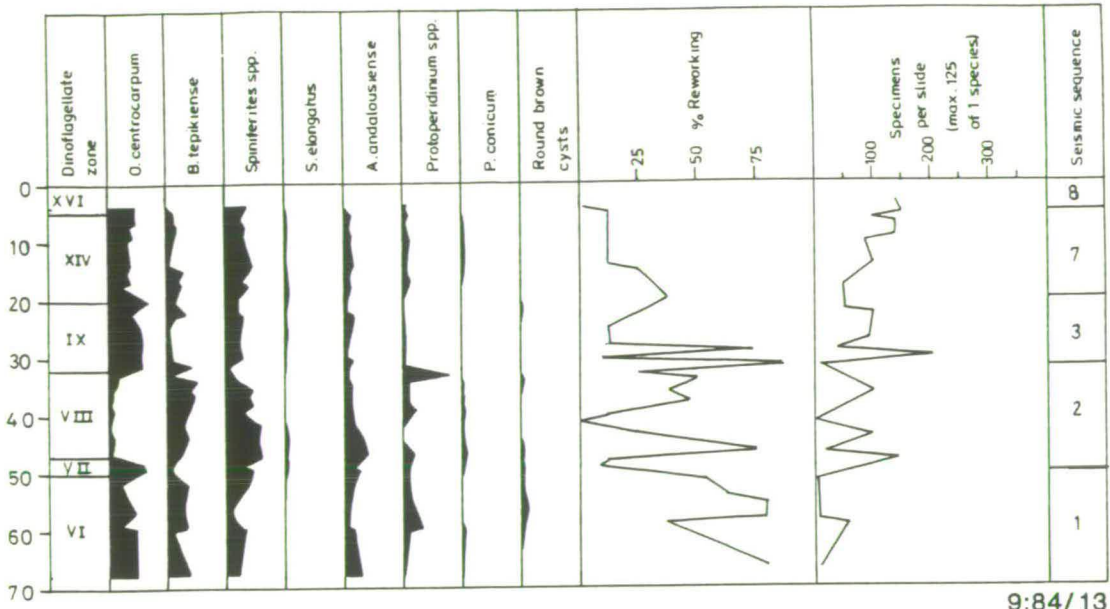 Dinoflagellate
zone
O. centrocarpum
B. tepikiense
Spiniferites spp.
S. elongatus
A. andalousiense
Protoperidinium spp.
P. conicum
Round brown
cysts
% Reworking
25
50
75
Specimens
per slide
(max. 125
of 1 species)
100
200
300
Seismic sequence
0
10
20
30
40
50
60
70
XVI
XIV
IX
VIII
VII
VI
8
7
3
2
1
9:84/13